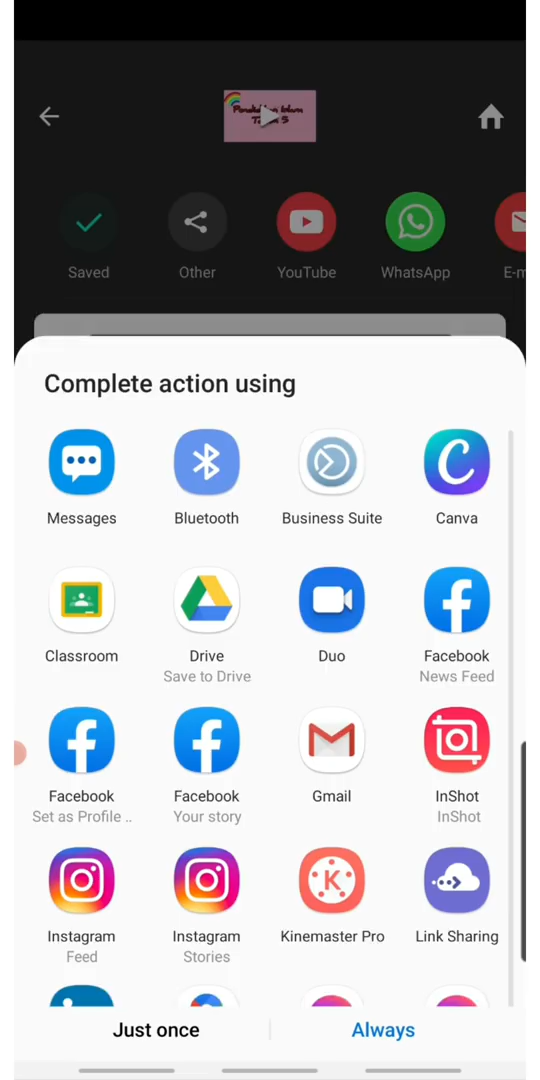 Pendidikan Islam
Saved
Other
YouTube
WhatsApp
E-m
Complete action using
Messages
Bluetooth
Business Suite
Canva
Classroom
Drive
Save to Drive
Duo
Facebook
News Feed
Facebook
Set as Profile ..
Facebook
Your story
Gmail
InShot
InShot
Instagram
Feed
Instagram
Stories
Kinemaster Pro
Link Sharing
Just once
Always